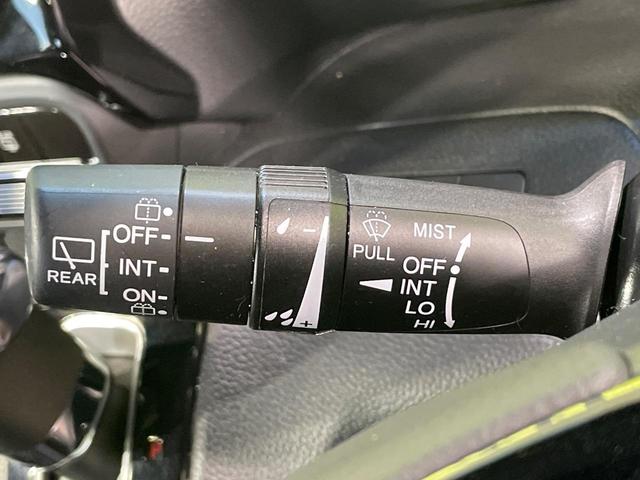 OFF
INT
ON
REAR
-
+
PULL
MIST
OFF
INT
LO
HI